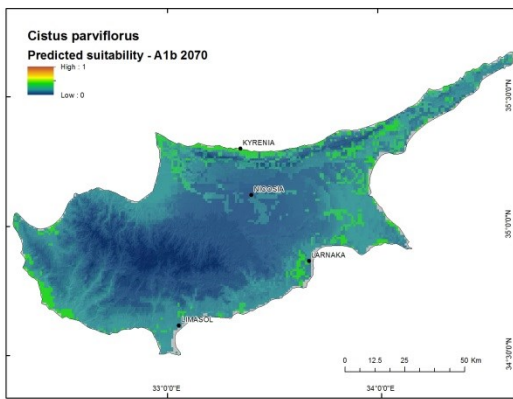 Cistus parviflorus
Predicted suitability - A1b 2070
High : 1
Low : 0
KYRENIA
NICOSIA
LARNAKA
LIMASOL
35°30'0"N
35°0'0"N
34°30'0"N
0 12.5 25 50 Km
33°0'0"E 34°0'0"E